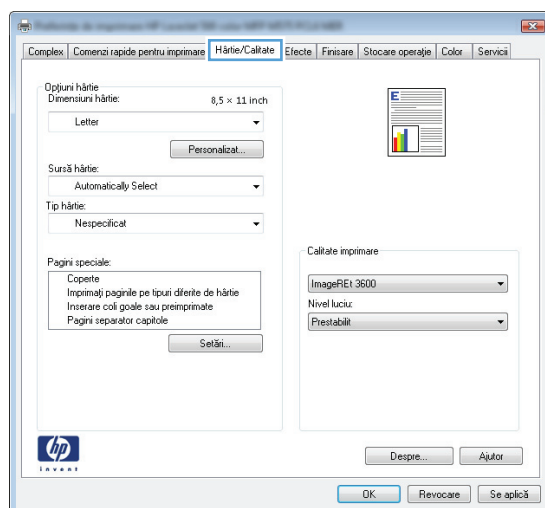 Complex Comenzi rapide pentru imprimare Hârtie/Calitate Efecte Finisare Stocare operaţie Color Servicii
Opţiuni hârtie
Dimensiuni hârtie: 8,5 × 11 inch
Letter
Personalizat...
Sursă hârtie:
Automatically Select
Tip hârtie:
Nespecificat
Pagini speciale:
Coperte
Imprimaţi paginile pe tipuri diferite de hârtie
Inserare coli goale sau preimprimate
Pagini separator capitole
Setări...
E
Calitate imprimare
ImageREt 3600
Nivel luciu:
Prestabilit
hp
invent
Despre... Ajutor
OK Revocare Se aplică